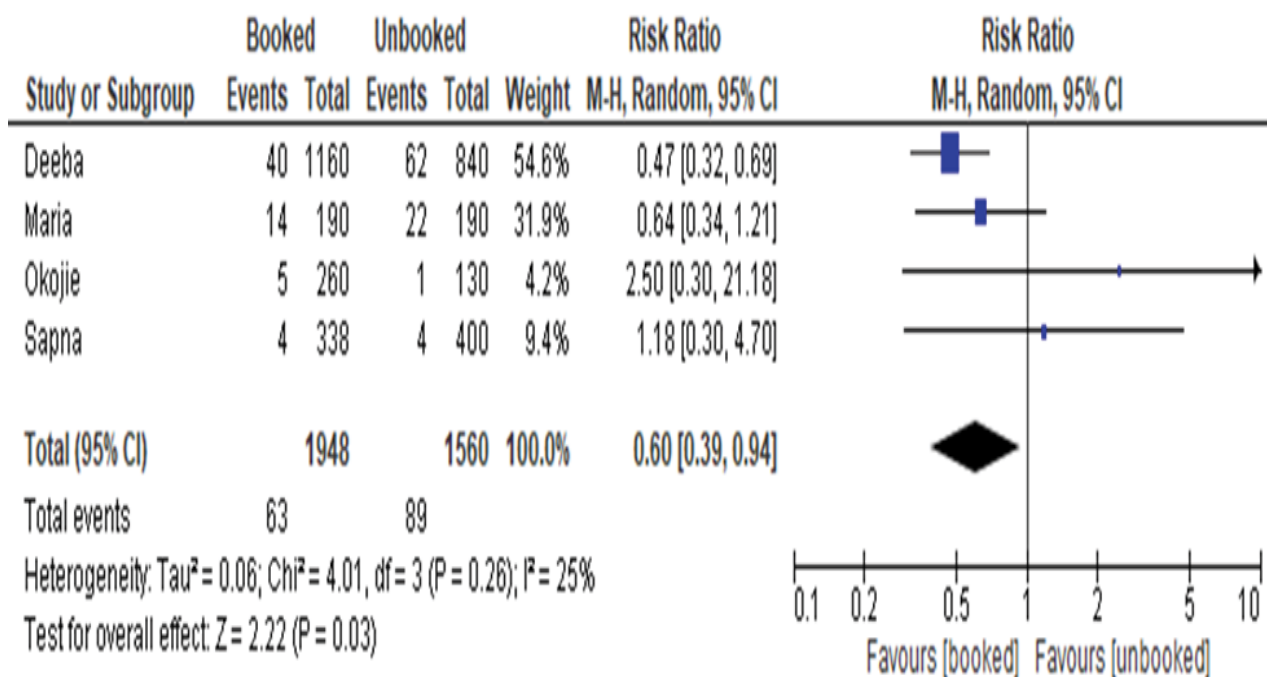 Booked Unbooked Risk Ratio Risk Ratio
Study or Subgroup Events Total Events Total Weight M-H, Random, 95% CI M-H, Random, 95% CI
Deeba 40 1160 62 840 54.6% 0.47 [0.32, 0.69]
Maria 14 190 22 190 31.9% 0.64 [0.34, 1.21]
Okojie 5 260 1 130 4.2% 2.50 [0.30, 21.18]
Sapna 4 338 4 400 9.4% 1.18 [0.30, 4.70]
Total (95% CI) 1948 1560 100.0% 0.60 [0.39, 0.94]
Total events 63 89
Heterogeneity: Tau² = 0.06; Chi² = 4.01, df = 3 (P = 0.26); I² = 25%
Test for overall effect: Z = 2.22 (P = 0.03)
0.1 0.2 0.5 1 2 5 10
Favours [booked] Favours [unbooked]